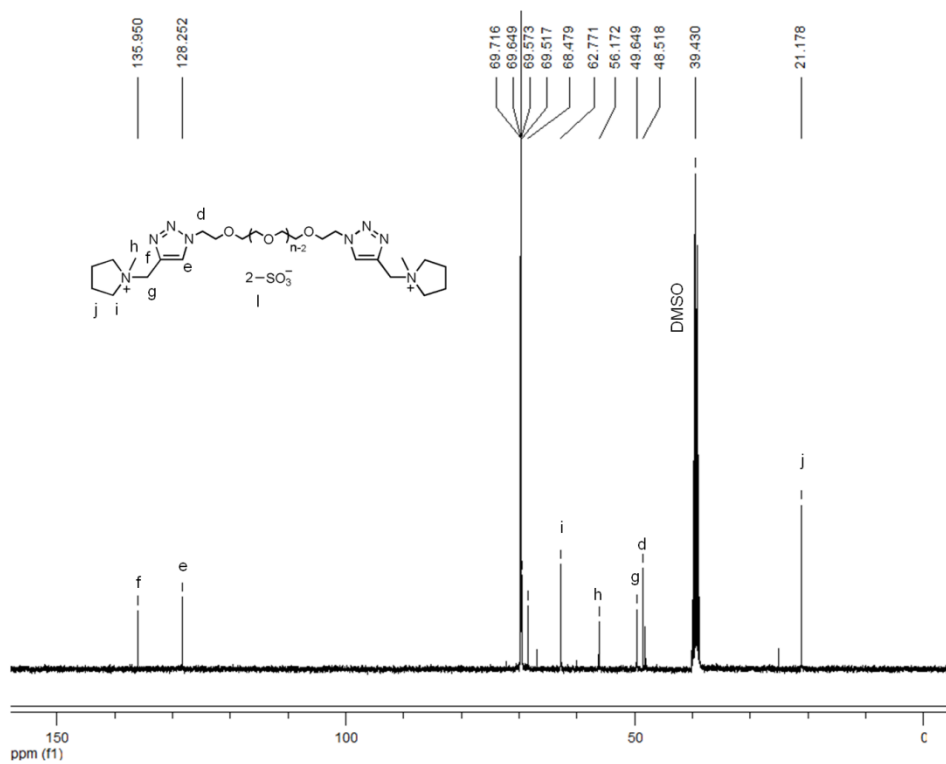 135.950
128.252
69.716
69.649
69.573
69.517
68.479
62.771
56.172
49.649
48.518
39.430
21.178
d
h
N
N
N
f
e
g
N
+
j
i
O
O
n-2
O
N
N
N
N
+
2-SO₃⁻
l
DMSO
f
e
i
h
g
d
j
150
100
50
0
ppm (f1)